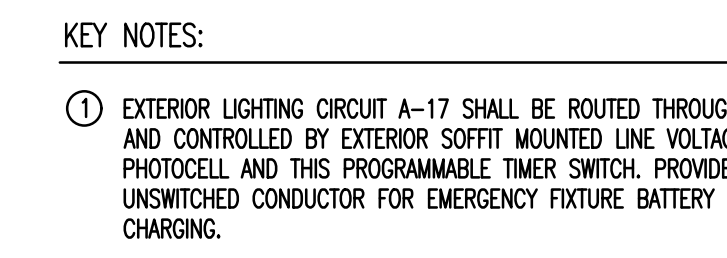 KEY NOTES:
1 EXTERIOR LIGHTING CIRCUIT A-17 SHALL BE ROUTED THROUG
AND CONTROLLED BY EXTERIOR SOFFIT MOUNTED LINE VOLTAG
PHOTOCELL AND THIS PROGRAMMABLE TIMER SWITCH. PROVIDE
UNSWITCHED CONDUCTOR FOR EMERGENCY FIXTURE BATTERY
CHARGING.